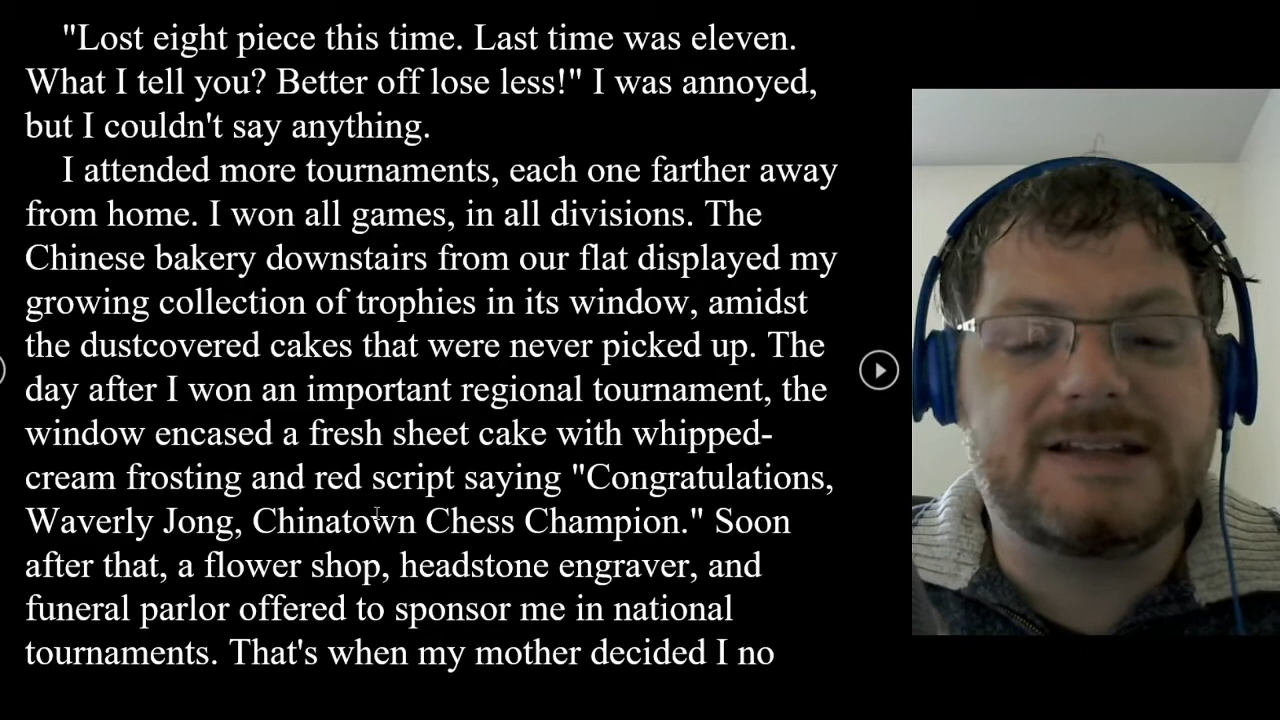 "Lost eight piece this time. Last time was eleven.
What I tell you? Better off lose less!" I was annoyed,
but I couldn't say anything.
I attended more tournaments, each one farther away
from home. I won all games, in all divisions. The
Chinese bakery downstairs from our flat displayed my
growing collection of trophies in its window, amidst
the dustcovered cakes that were never picked up. The
day after I won an important regional tournament, the
window encased a fresh sheet cake with whipped-
cream frosting and red script saying "Congratulations,
Waverly Jong, Chinatown Chess Champion." Soon
after that, a flower shop, headstone engraver, and
funeral parlor offered to sponsor me in national
tournaments. That's when my mother decided I no